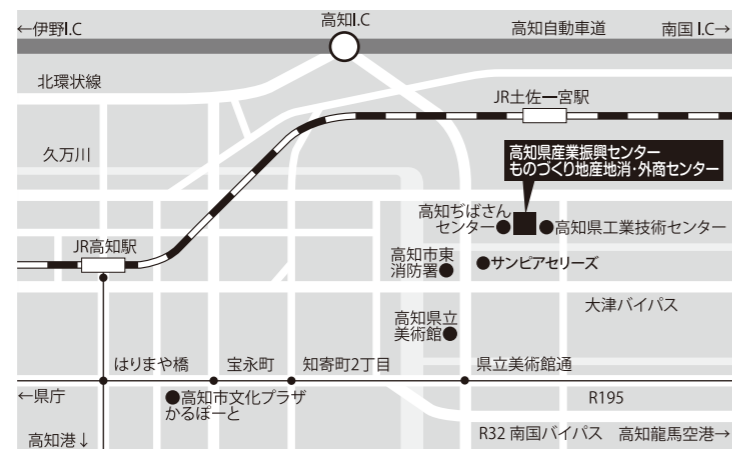 ←伊野I.C
高知I.C
高知自動車道
南国 I.C→
北環状線
JR土佐一宮駅
久万川
高知県産業振興センター
ものづくり地産地消・外商センター
高知ぢばさん
センター●
●高知県工業技術センター
JR高知駅
高知市東
消防署●
●サンピアセリーズ
大津バイパス
高知県立
美術館●
はりまや橋
宝永町
知寄町2丁目
県立美術館通
←県庁
●高知市文化プラザ
かるぽーと
R195
高知港↓
R32 南国バイパス
高知龍馬空港→